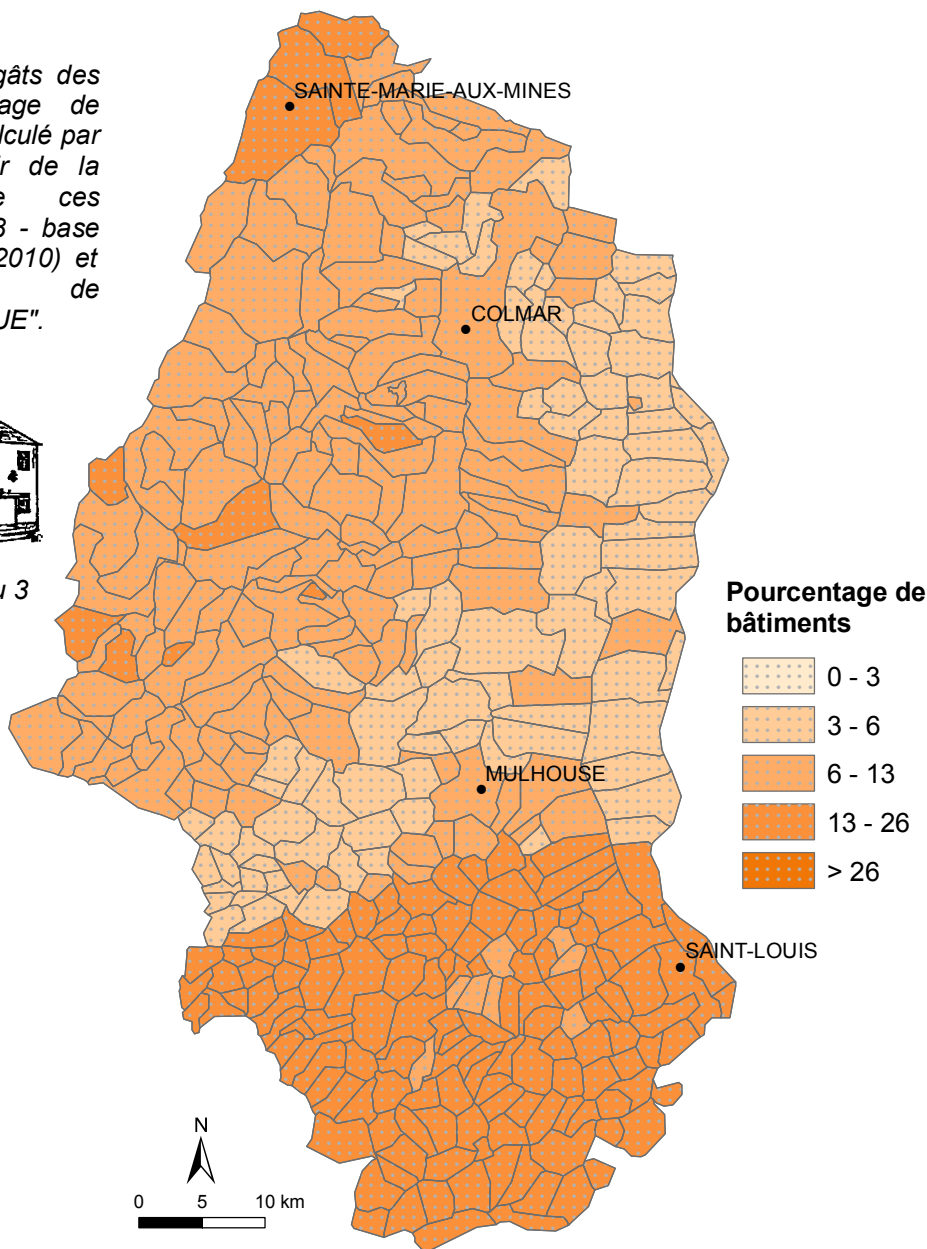 gâts des
age de
lculé par
ir de la
e ces
3 - base
2010) et
de
UE".
u 3
SAINTE-MARIE-AUX-MINES
COLMAR
MULHOUSE
SAINT-LOUIS
Pourcentage de
bâtiments
0 - 3
3 - 6
6 - 13
13 - 26
> 26
N
0 5 10 km